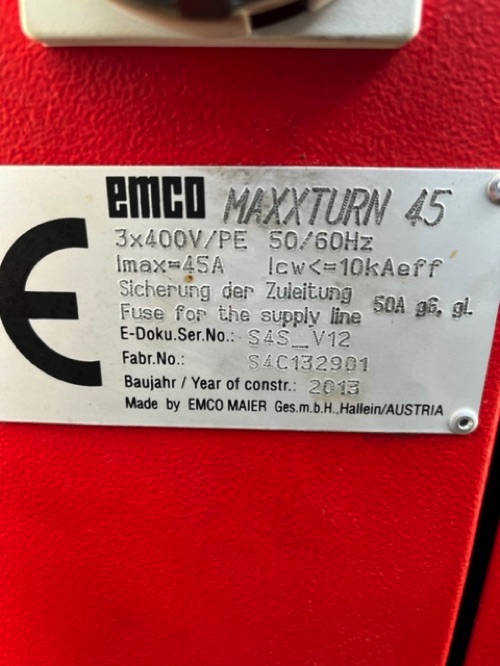 emco MAXXTURN 45
3x400V/PE 50/60Hz
Imax=45A Icw<=10kAeff
Sicherung der Zuleitung
Fuse for the supply line 50A gG, gL
E-Doku.Ser.No.: S4S_V12
Fabr.No.: S4C132901
Baujahr / Year of constr.: 2013
Made by EMCO MAIER Ges.m.b.H.,Hallein/AUSTRIA
CE